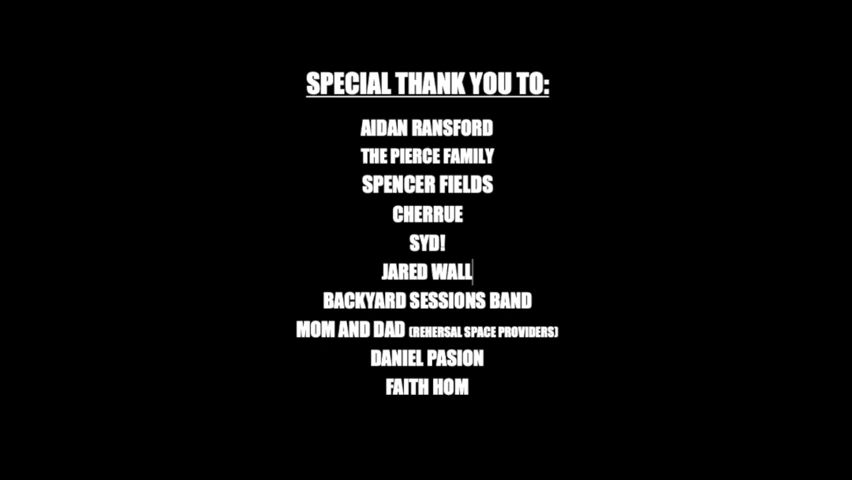 SPECIAL THANK YOU TO:
AIDAN RANSFORD
THE PIERCE FAMILY
SPENCER FIELDS
CHERRUE
SYD!
JARED WALL
BACKYARD SESSIONS BAND
MOM AND DAD (REHERSAL SPACE PROVIDERS)
DANIEL PASION
FAITH HOM